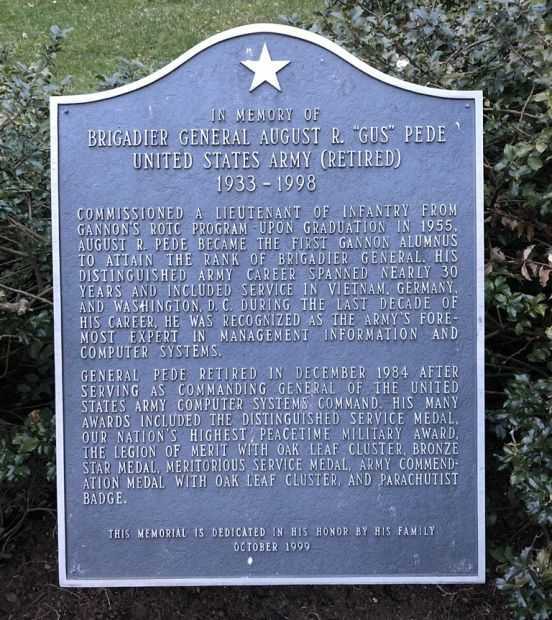 IN MEMORY OF
BRIGADIER GENERAL AUGUST R. "GUS" PEDE
UNITED STATES ARMY (RETIRED)
1933 - 1998
COMMISSIONED A LIEUTENANT OF INFANTRY FROM
GANNON'S ROTC PROGRAM UPON GRADUATION IN 1955,
AUGUST R. PEDE BECAME THE FIRST GANNON ALUMNUS
TO ATTAIN THE RANK OF BRIGADIER GENERAL. HIS
DISTINGUISHED ARMY CAREER SPANNED NEARLY 30
YEARS AND INCLUDED SERVICE IN VIETNAM, GERMANY,
AND WASHINGTON, D.C. DURING THE LAST DECADE OF
HIS CAREER, HE WAS RECOGNIZED AS THE ARMY'S FORE-
MOST EXPERT IN MANAGEMENT INFORMATION AND
COMPUTER SYSTEMS.
GENERAL PEDE RETIRED IN DECEMBER 1984 AFTER
SERVING AS COMMANDING GENERAL OF THE UNITED
STATES ARMY COMPUTER SYSTEMS COMMAND. HIS MANY
AWARDS INCLUDED THE DISTINGUISHED SERVICE MEDAL,
OUR NATION'S HIGHEST PEACETIME MILITARY AWARD,
THE LEGION OF MERIT WITH OAK LEAF CLUSTER, BRONZE
STAR MEDAL, MERITORIOUS SERVICE MEDAL, ARMY COMMEND-
ATION MEDAL WITH OAK LEAF CLUSTER, AND PARACHUTIST
BADGE.
THIS MEMORIAL IS DEDICATED IN HIS HONOR BY HIS FAMILY
OCTOBER 1999